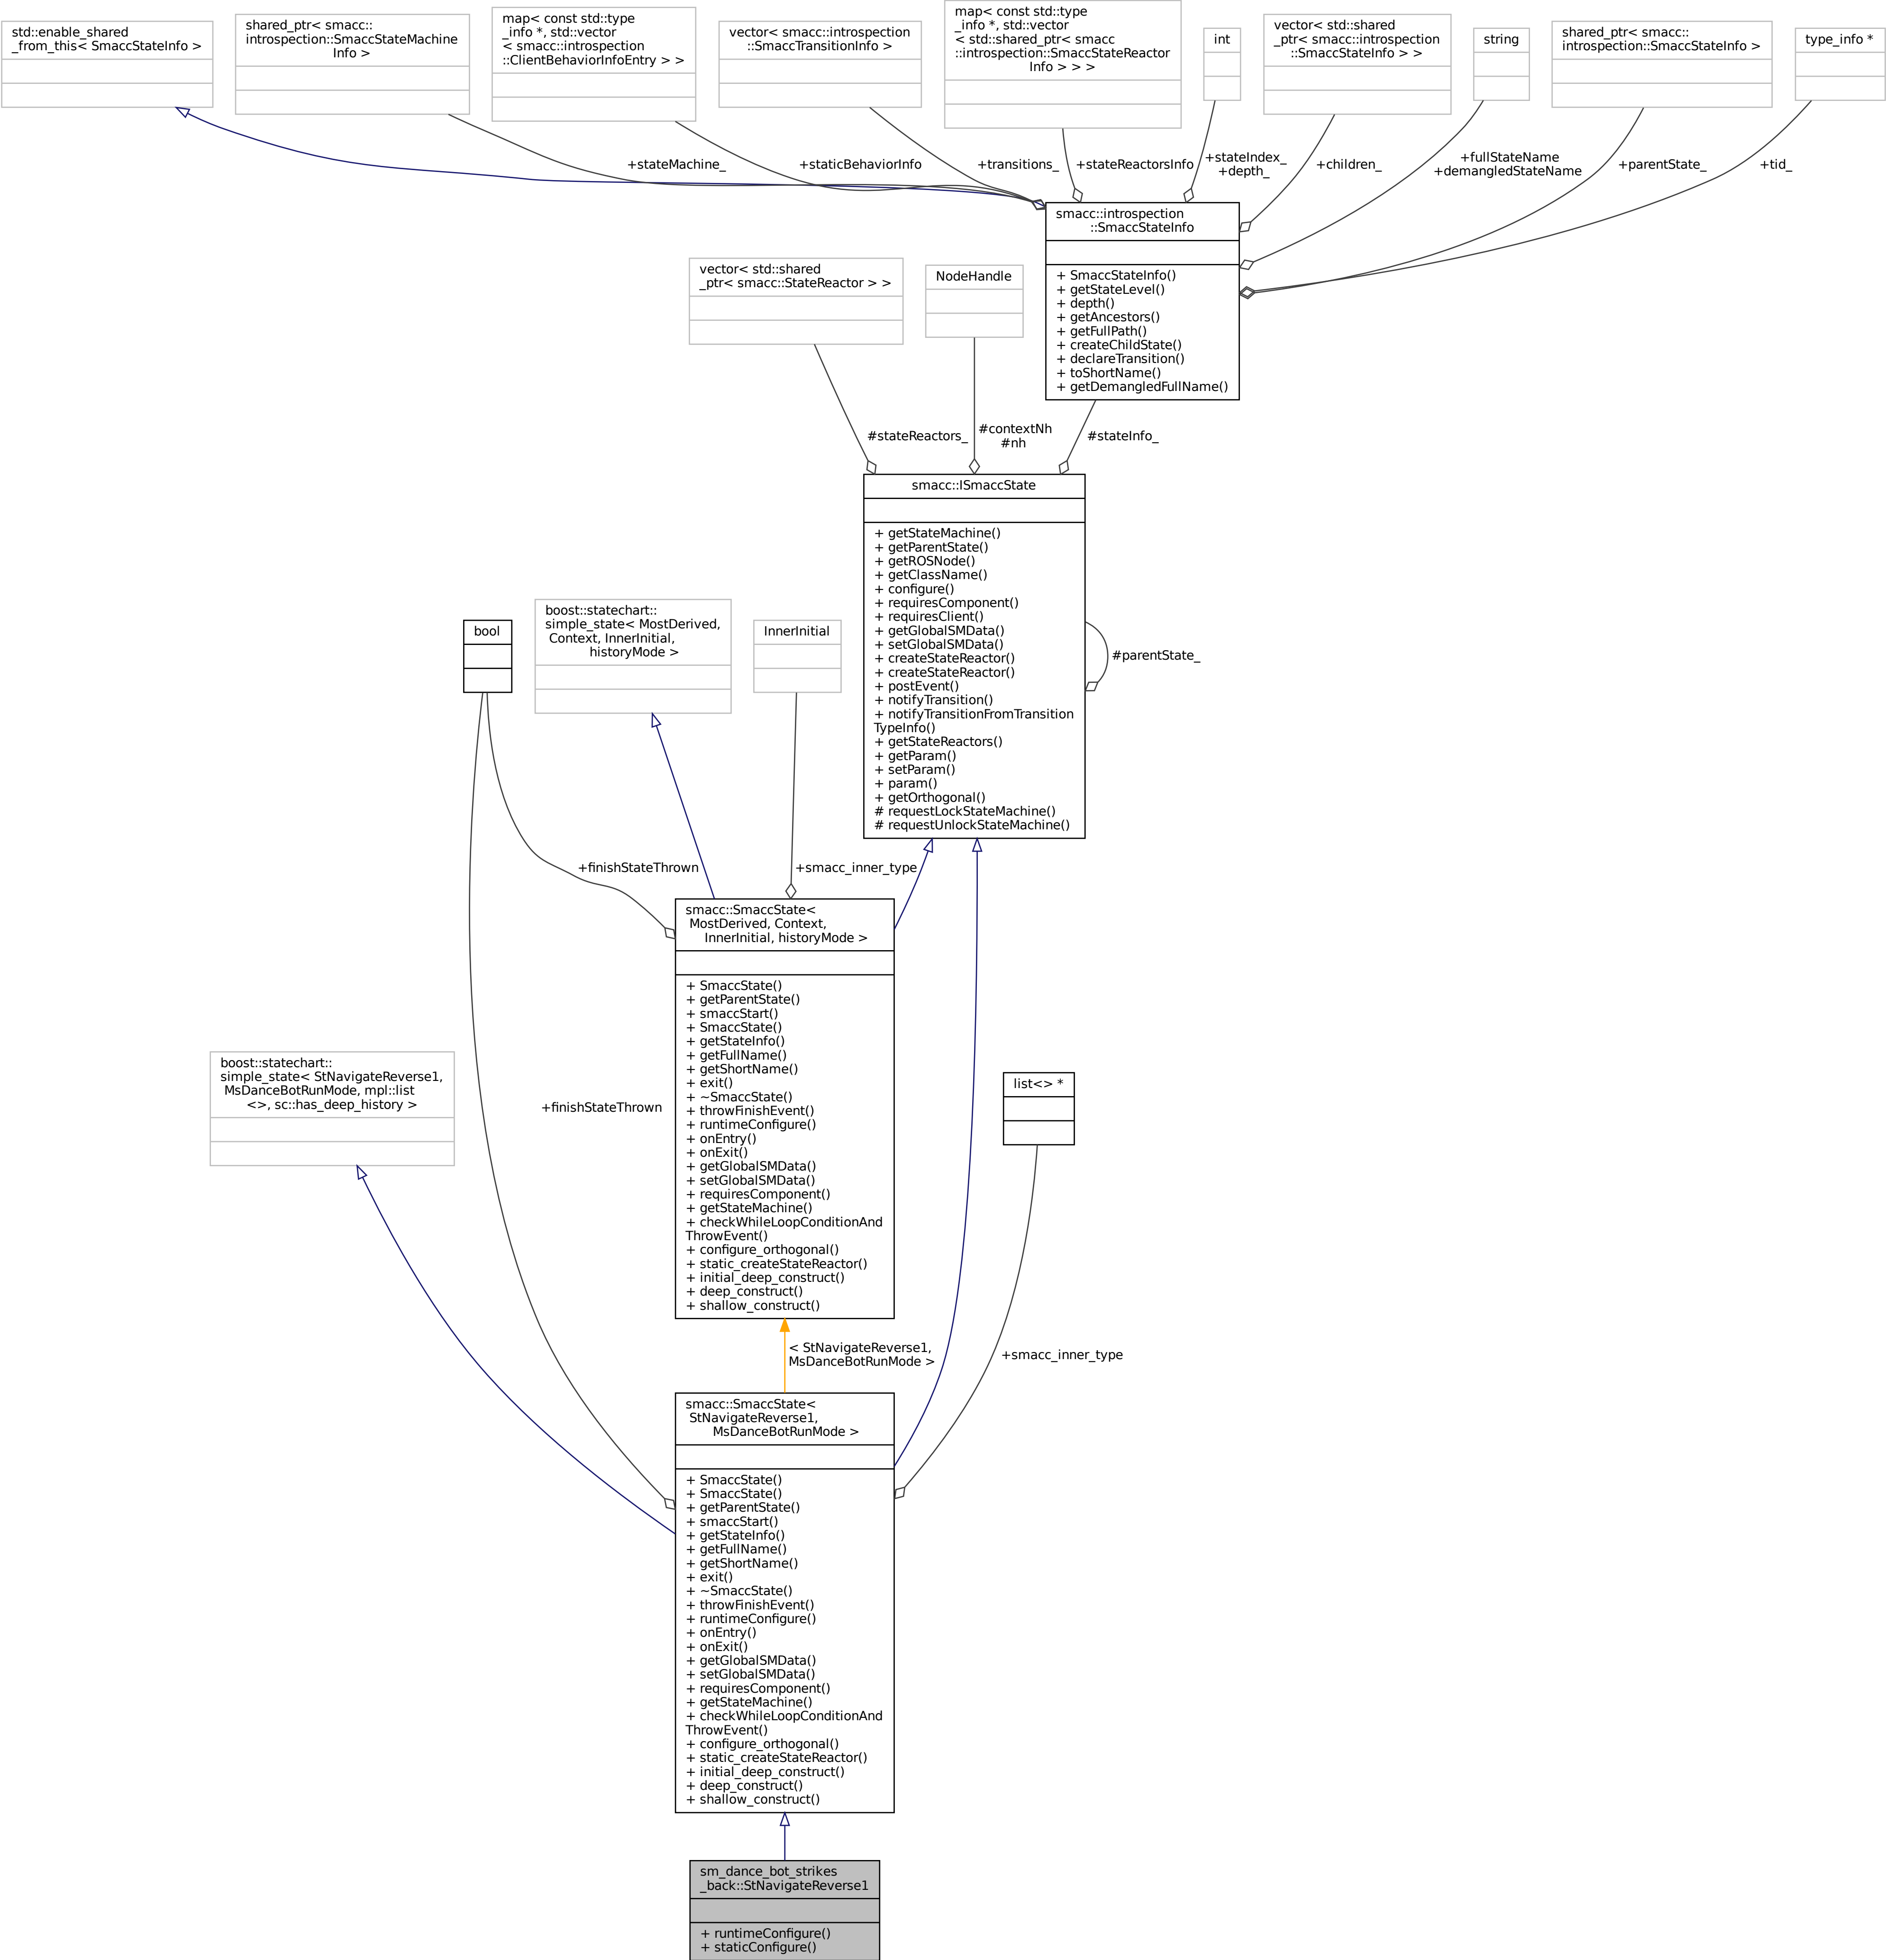 std::enable_shared
_from_this< SmaccStateInfo >
shared_ptr< smacc::
introspection::SmaccStateMachine
Info >
map< const std::type
_info *, std::vector
< smacc::introspection
::ClientBehaviorInfoEntry > >
vector< smacc::introspection
::SmaccTransitionInfo >
map< const std::type
_info *, std::vector
< std::shared_ptr< smacc
::introspection::SmaccStateReactor
Info > > >
int
vector< std::shared
_ptr< smacc::introspection
::SmaccStateInfo > >
string
shared_ptr< smacc::
introspection::SmaccStateInfo >
type_info *
+stateMachine_
+staticBehaviorInfo
+transitions_
+stateReactorsInfo
+stateIndex_
+depth_
+children_
+fullStateName
+demangledStateName
+parentState_
+tid_
smacc::introspection
::SmaccStateInfo
+ SmaccStateInfo()
+ getStateLevel()
+ depth()
+ getAncestors()
+ getFullPath()
+ createChildState()
+ declareTransition()
+ toShortName()
+ getDemangledFullName()
vector< std::shared
_ptr< smacc::StateReactor > >
NodeHandle
#stateReactors_
#contextNh
#nh
#stateInfo_
smacc::ISmaccState
+ getStateMachine()
+ getParentState()
+ getROSNode()
+ getClassName()
+ configure()
+ requiresComponent()
+ requiresClient()
+ getGlobalSMData()
+ setGlobalSMData()
+ createStateReactor()
+ createStateReactor()
+ postEvent()
+ notifyTransition()
+ notifyTransitionFromTransition
TypeInfo()
+ getStateReactors()
+ getParam()
+ setParam()
+ param()
+ getOrthogonal()
# requestLockStateMachine()
# requestUnlockStateMachine()
#parentState_
bool
boost::statechart::
simple_state< MostDerived,
Context, InnerInitial,
historyMode >
InnerInitial
+finishStateThrown
+smacc_inner_type
smacc::SmaccState<
MostDerived, Context,
InnerInitial, historyMode >
+ SmaccState()
+ getParentState()
+ smaccStart()
+ SmaccState()
+ getStateInfo()
+ getFullName()
+ getShortName()
+ exit()
+ ~SmaccState()
+ throwFinishEvent()
+ runtimeConfigure()
+ onEntry()
+ onExit()
+ getGlobalSMData()
+ setGlobalSMData()
+ requiresComponent()
+ getStateMachine()
+ checkWhileLoopConditionAnd
ThrowEvent()
+ configure_orthogonal()
+ static_createStateReactor()
+ initial_deep_construct()
+ deep_construct()
+ shallow_construct()
boost::statechart::
simple_state< StNavigateReverse1,
MsDanceBotRunMode, mpl::list
<>, sc::has_deep_history >
+finishStateThrown
list<> *
< StNavigateReverse1,
MsDanceBotRunMode >
+smacc_inner_type
smacc::SmaccState<
StNavigateReverse1,
MsDanceBotRunMode >
+ SmaccState()
+ SmaccState()
+ getParentState()
+ smaccStart()
+ getStateInfo()
+ getFullName()
+ getShortName()
+ exit()
+ ~SmaccState()
+ throwFinishEvent()
+ runtimeConfigure()
+ onEntry()
+ onExit()
+ getGlobalSMData()
+ setGlobalSMData()
+ requiresComponent()
+ getStateMachine()
+ checkWhileLoopConditionAnd
ThrowEvent()
+ configure_orthogonal()
+ static_createStateReactor()
+ initial_deep_construct()
+ deep_construct()
+ shallow_construct()
sm_dance_bot_strikes
_back::StNavigateReverse1
+ runtimeConfigure()
+ staticConfigure()